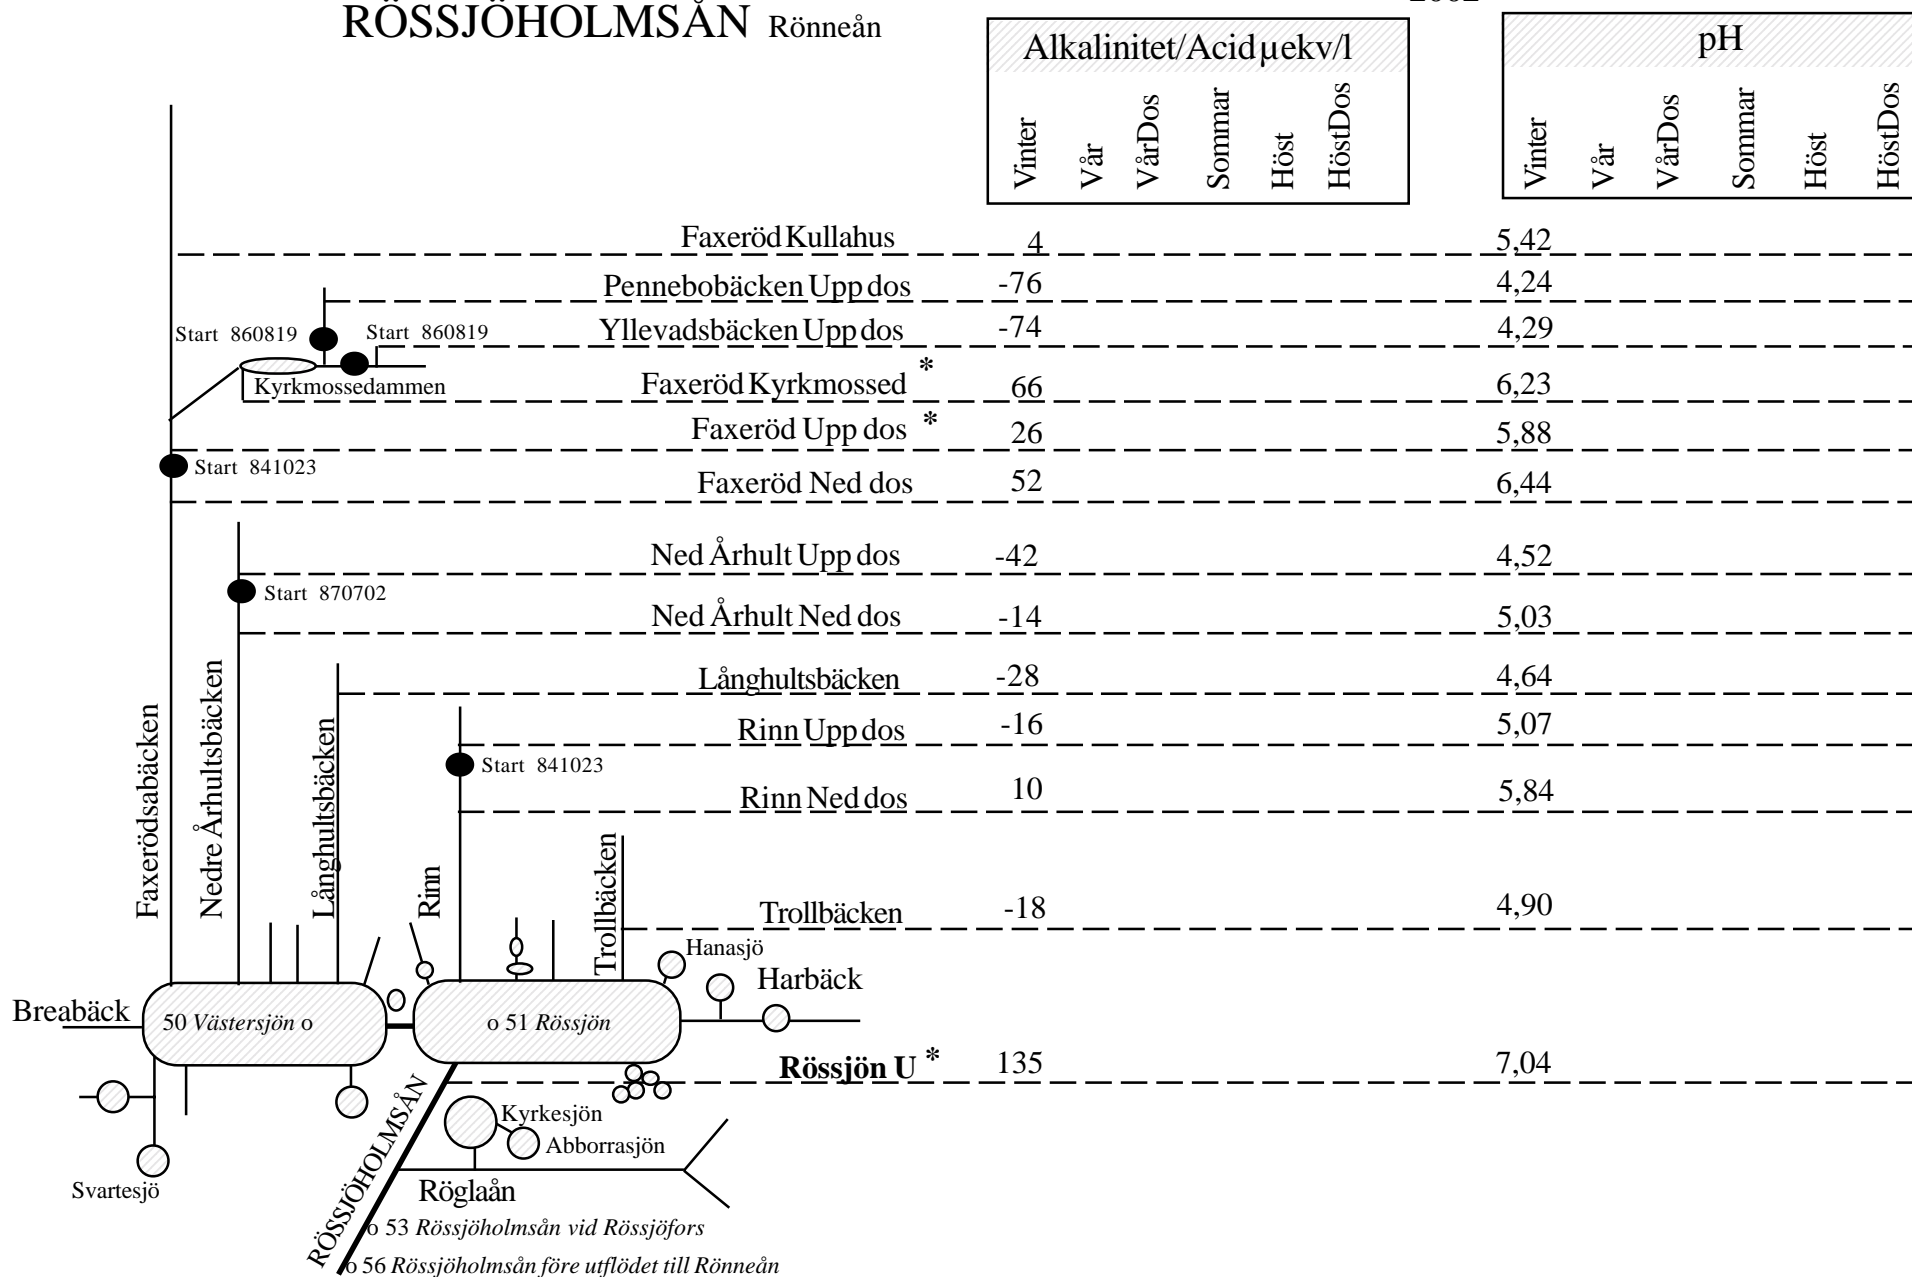 RÖSSJÖHOLMSÅN Rönneån
Alkalinitet/Acid µekv/l
pH
Vinter Vår VårDos Sommar Höst HöstDos
Vinter Vår VårDos Sommar Höst HöstDos
Faxeröd Kullahus 4 5,42
Pennebobäcken Upp dos -76 4,24
Start 860819 Start 860819 Yllevadsbäcken Upp dos -74 4,29
Kyrkmossedammen Faxeröd Kyrkmossed * 66 6,23
Faxeröd Upp dos * 26 5,88
Start 841023
Faxeröd Ned dos 52 6,44
Ned Århult Upp dos -42 4,52
Start 870702
Ned Århult Ned dos -14 5,03
Långhultsbäcken -28 4,64
Rinn Upp dos -16 5,07
Start 841023
Rinn Ned dos 10 5,84
Faxerödsabäcken
Nedre Århultsbäcken
Långhultsbäcken
Rinn
Trollbäcken
Trollbäcken -18 4,90
Hanasjö
Harbäck
Breabäck
50 Västersjön o
o 51 Rössjön
Rössjön U * 135 7,04
Kyrkesjön
Abborrasjön
Svartesjö
Röglaån
RÖSSJÖHOLMSÅN
o 53 Rössjöholmsån vid Rössjöfors
o 56 Rössjöholmsån före utflödet till Rönneån